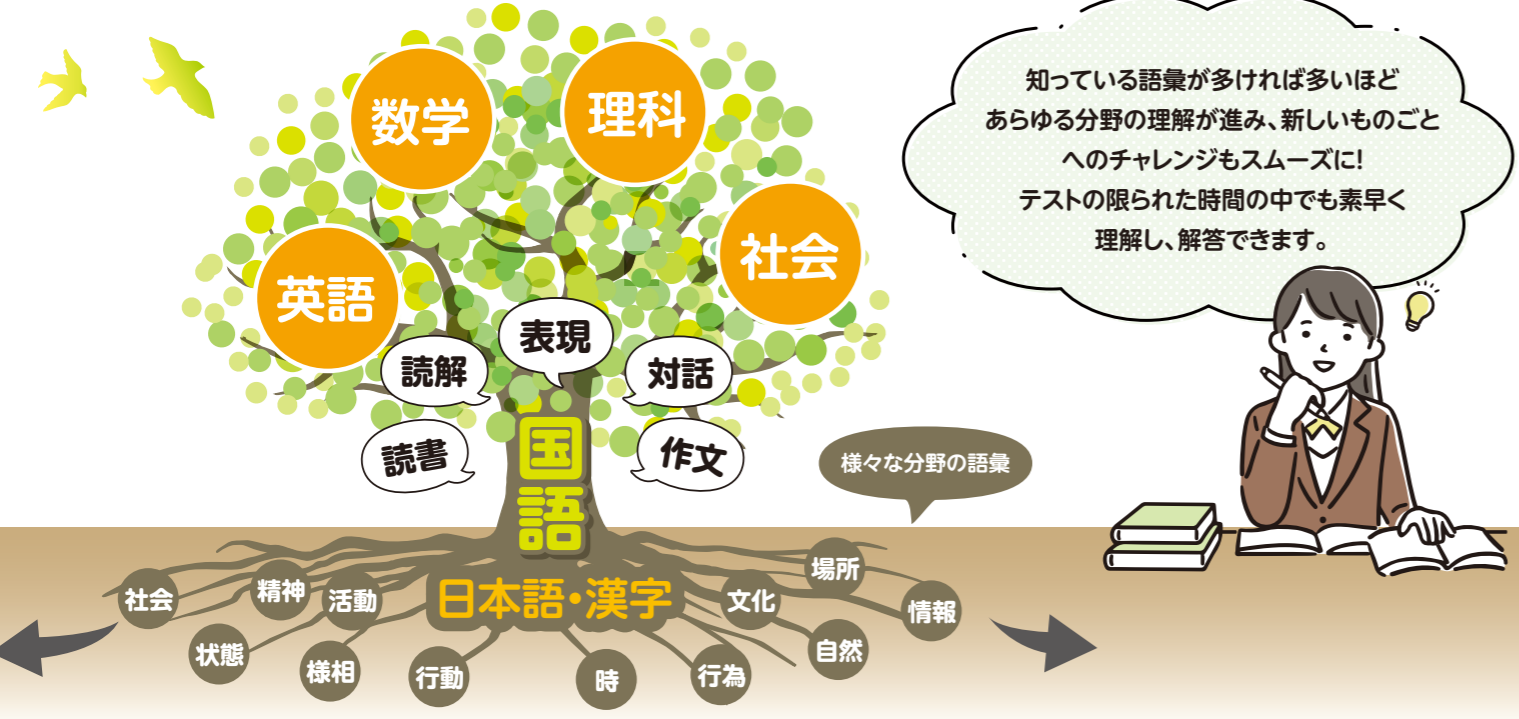 知っている語彙が多ければ多いほど
あらゆる分野の理解が進み、新しいものごと
へのチャレンジもスムーズに!
テストの限られた時間の中でも素早く
理解し、解答できます。
数学
理科
社会
英語
表現
読解
対話
読書
作文
国語
様々な分野の語彙
日本語・漢字
社会
精神
活動
文化
場所
情報
状態
様相
行動
時
行為
自然